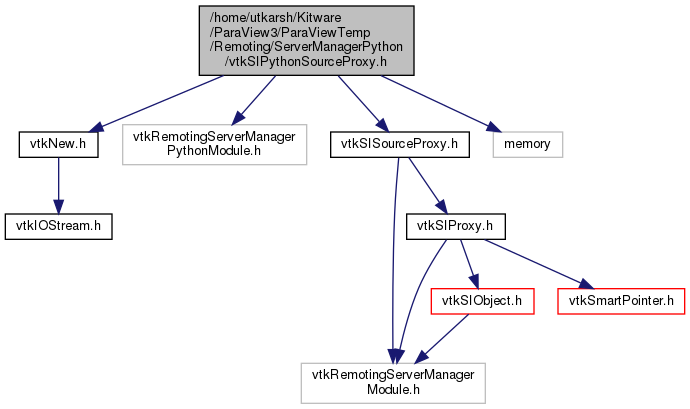 /home/utkarsh/Kitware
/ParaView3/ParaViewTemp
/Remoting/ServerManagerPython
/vtkSIPythonSourceProxy.h
vtkNew.h
vtkRemotingServerManager
PythonModule.h
vtkSISourceProxy.h
memory
vtkIOStream.h
vtkSIProxy.h
vtkSIObject.h
vtkSmartPointer.h
vtkRemotingServerManager
Module.h